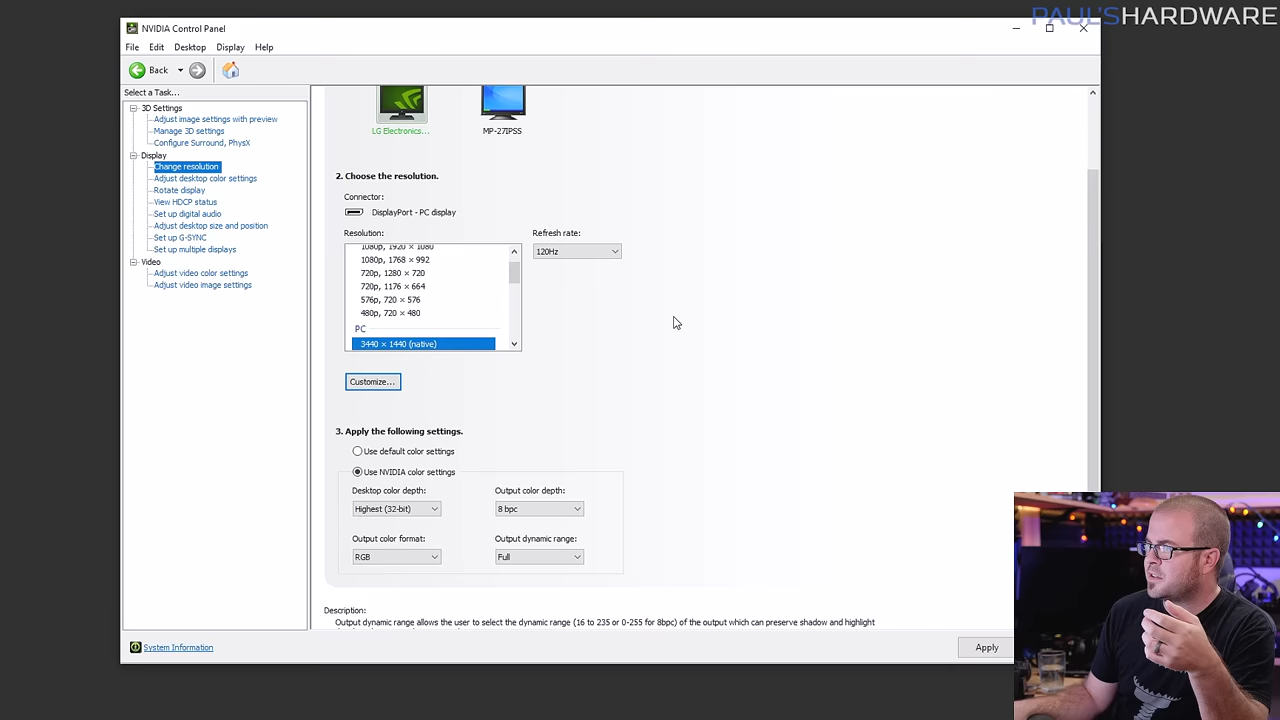 PAUL'SHARDWARE
NVIDIA Control Panel
File Edit Desktop Display Help
Back
Select a Task...
3D Settings
Adjust image settings with preview
Manage 3D settings
Configure Surround, PhysX
Display
Change resolution
Adjust desktop color settings
Rotate display
View HDCP status
Set up digital audio
Adjust desktop size and position
Set up G-SYNC
Set up multiple displays
Video
Adjust video color settings
Adjust video image settings
LG Electronics... MP-27IPSS
2. Choose the resolution.
Connector:
DisplayPort - PC display
Resolution: Refresh rate:
1080p, 1920 × 1080
120Hz
1080p, 1768 × 992
720p, 1280 × 720
720p, 1176 × 664
576p, 720 × 576
480p, 720 × 480
PC
3440 × 1440 (native)
Customize...
3. Apply the following settings.
Use default color settings
Use NVIDIA color settings
Desktop color depth: Output color depth:
Highest (32-bit) 8 bpc
Output color format: Output dynamic range:
RGB Full
Description:
Output dynamic range allows the user to select the dynamic range (16 to 235 or 0-255 for 8bpc) of the output which can preserve shadow and highlight
System Information
Apply